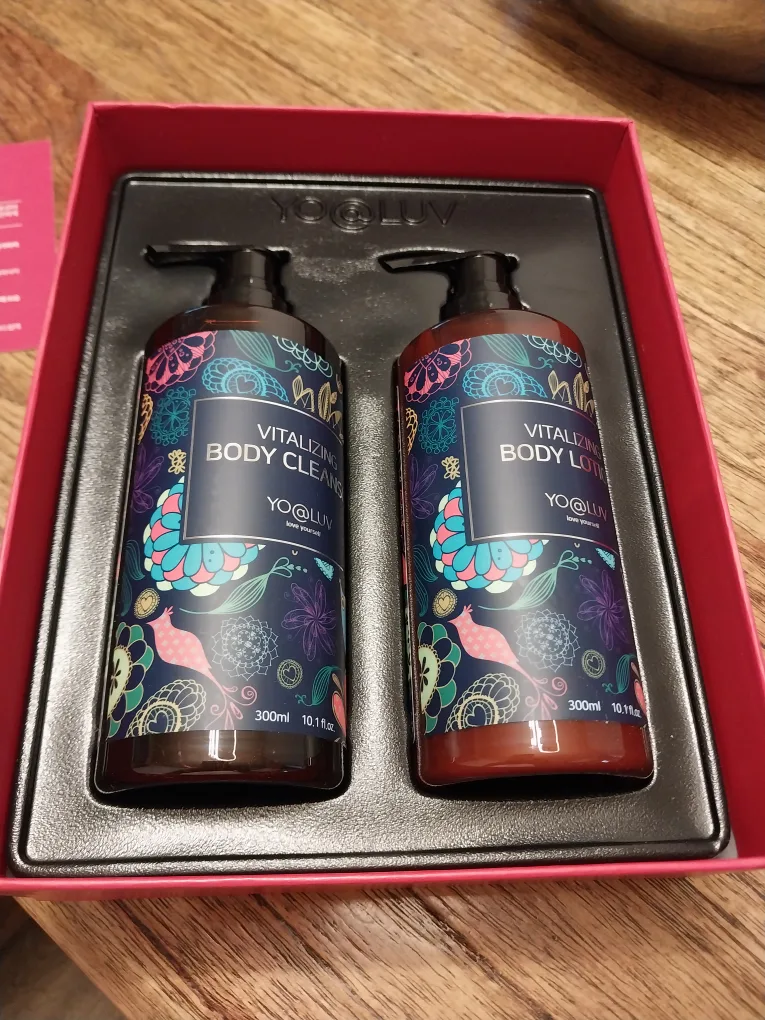 YO@LUV
VITALIZING
BODY CLEANS
YO@LUV
love yourself
300ml 10.1 fl.oz.
VITALIZING
BODY LOTI
YO@LUV
love yourself
300ml 10.1 fl.oz.